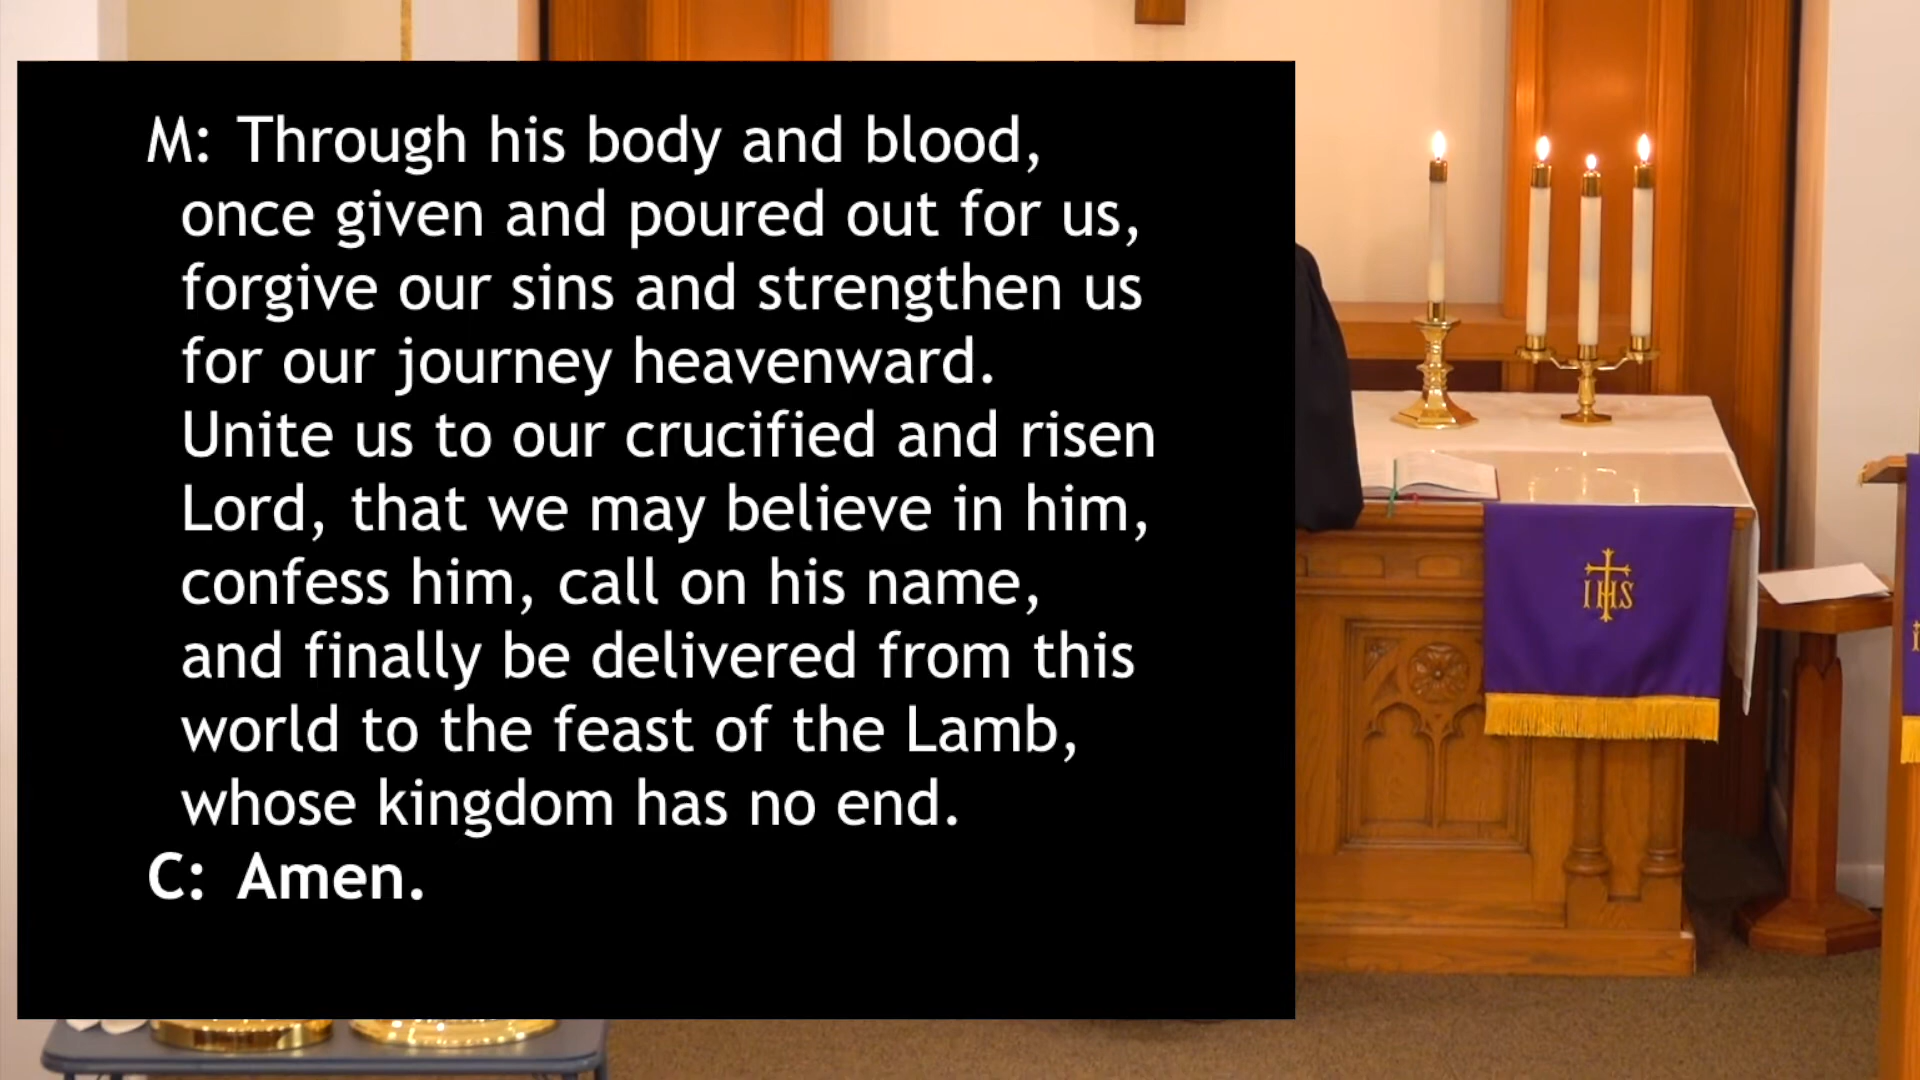 M: Through his body and blood,
once given and poured out for us,
forgive our sins and strengthen us
for our journey heavenward.
Unite us to our crucified and risen
Lord, that we may believe in him,
confess him, call on his name,
and finally be delivered from this
world to the feast of the Lamb,
whose kingdom has no end.
C: Amen.
IHS